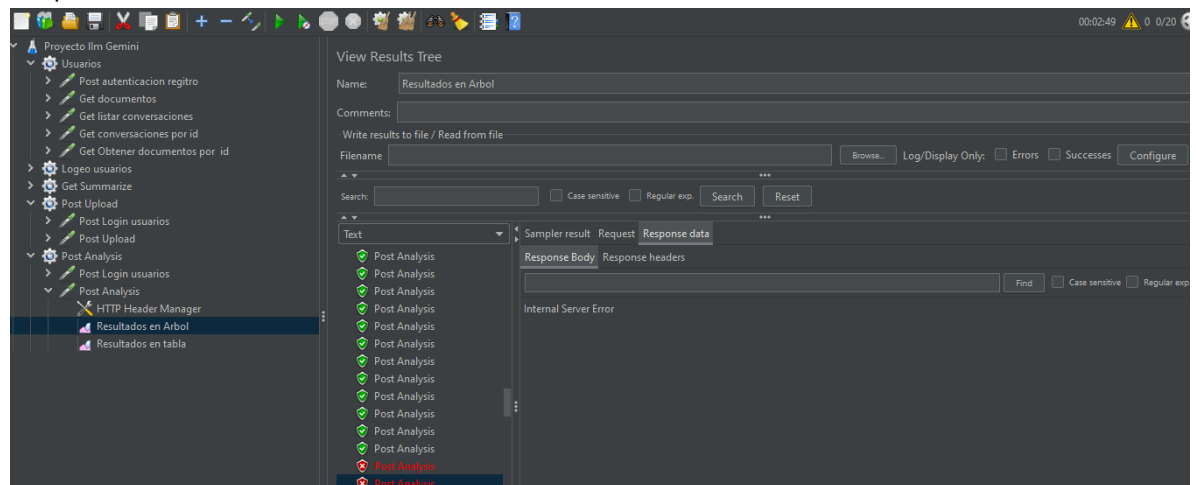 00:02:49 0 0/20
Proyecto llm Gemini
Usuarios
Post autenticacion regitro
Get documentos
Get listar conversaciones
Get conversaciones por id
Get Obtener documentos por id
Logeo usuarios
Get Summarize
Post Upload
Post Login usuarios
Post Upload
Post Analysis
Post Login usuarios
Post Analysis
HTTP Header Manager
Resultados en Arbol
Resultados en tabla
View Results Tree
Name: Resultados en Arbol
Comments:
Write results to file / Read from file
Filename Browse... Log/Display Only: Errors Successes Configure
Search: Case sensitive Regular exp. Search Reset
Text
Post Analysis
Post Analysis
Post Analysis
Post Analysis
Post Analysis
Post Analysis
Post Analysis
Post Analysis
Post Analysis
Post Analysis
Post Analysis
Post Analysis
Post Analysis
Post Analysis
Sampler result Request Response data
Response Body Response headers
Find Case sensitive Regular exp.
Internal Server Error